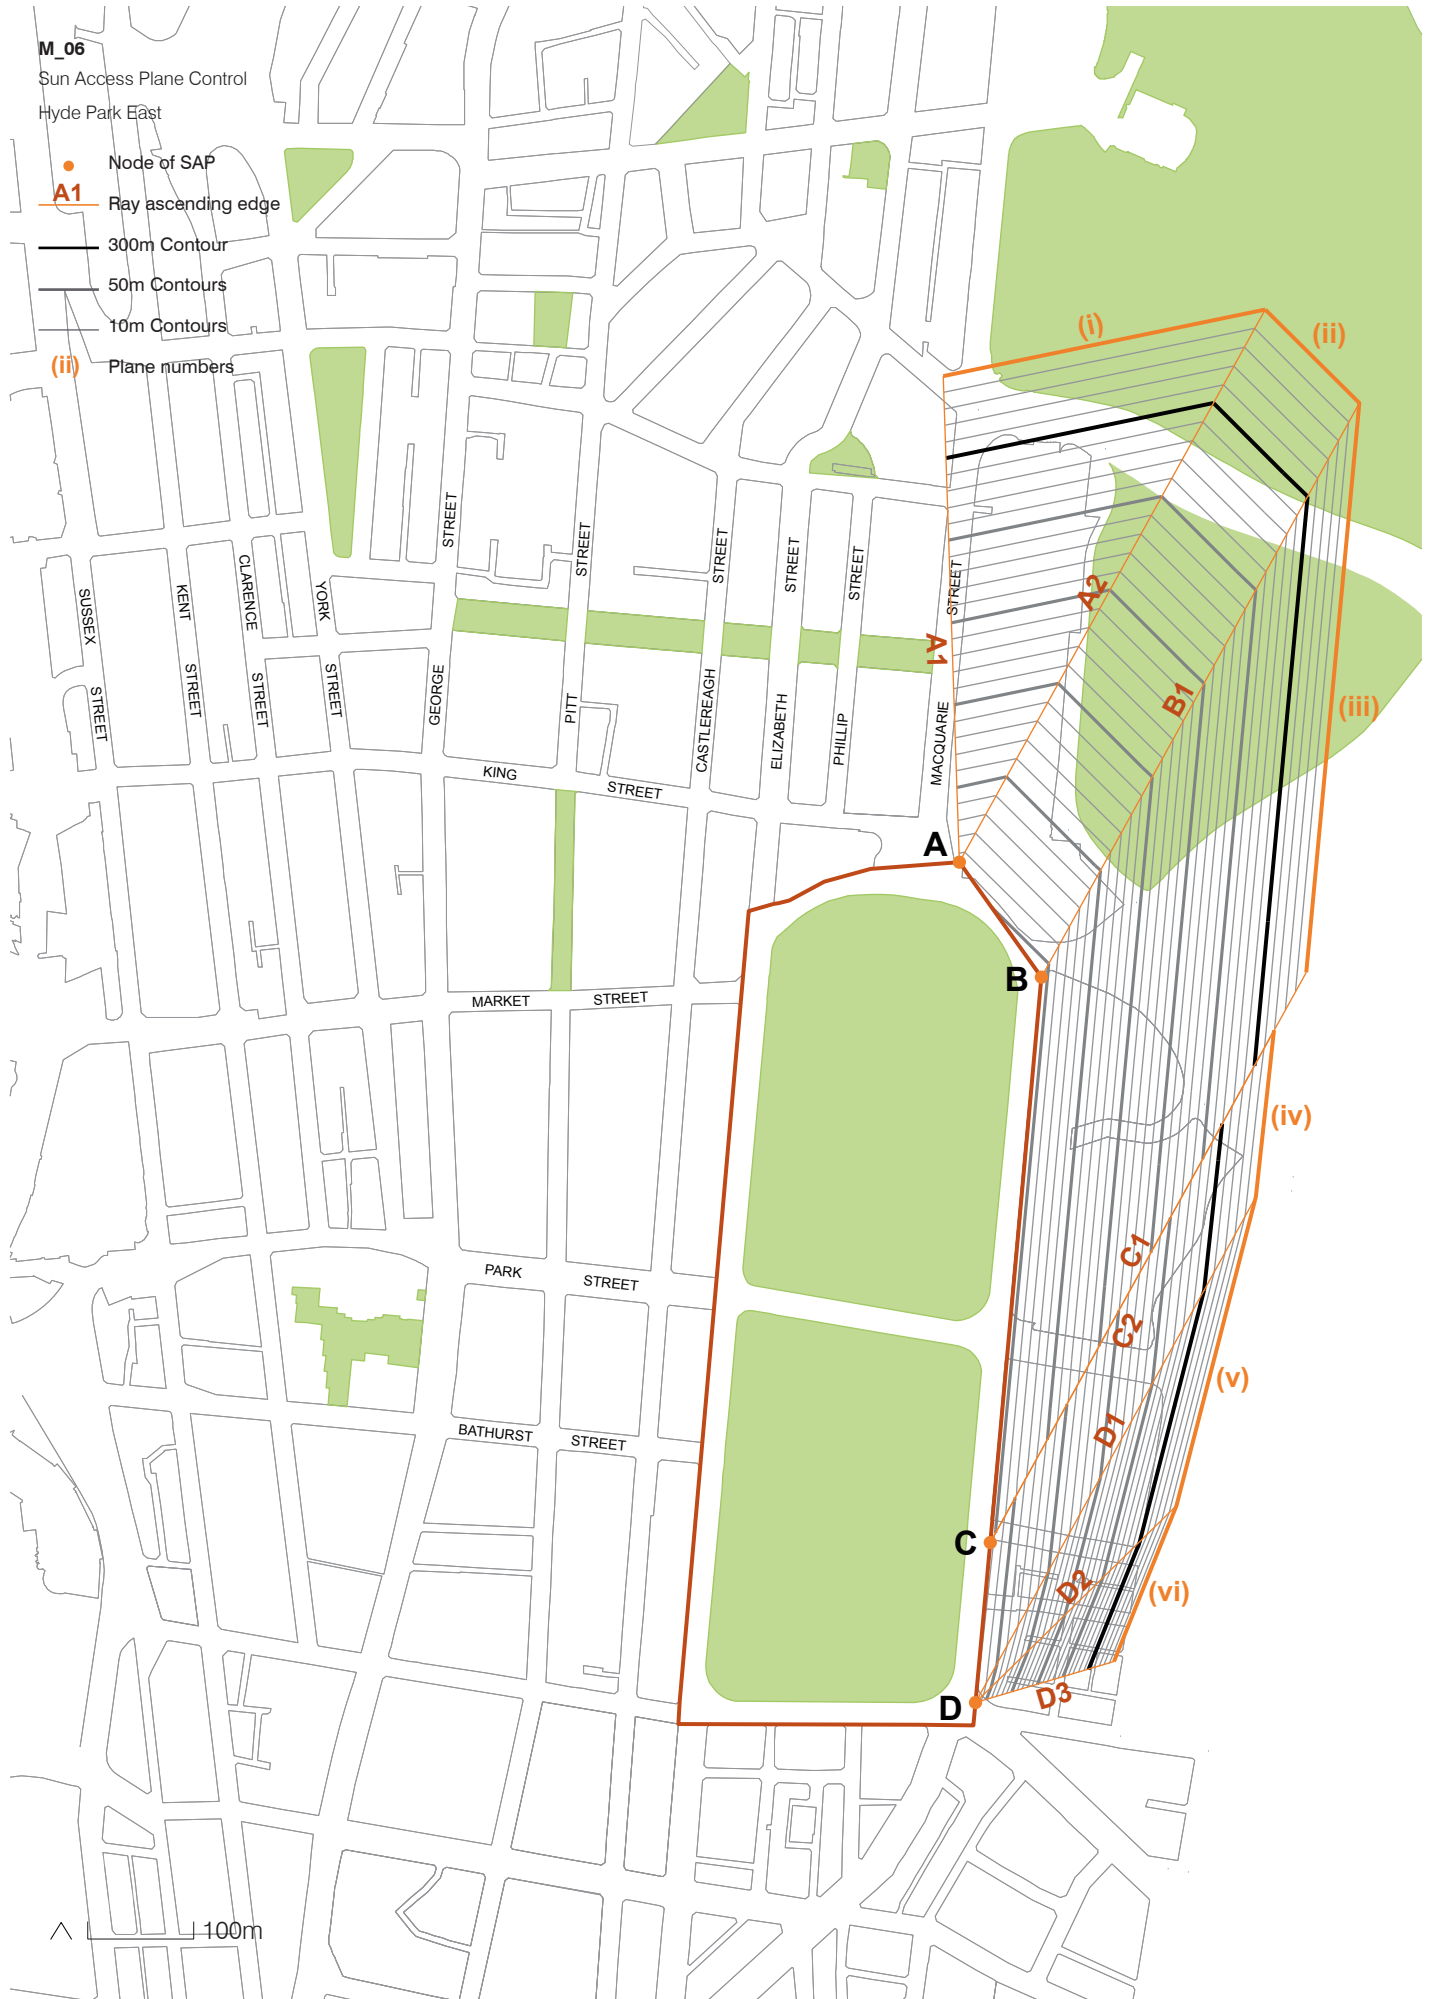 M_06
Sun Access Plane Control
Hyde Park East
Node of SAP
A1
Ray ascending edge
300m Contour
50m Contours
10m Contours
(ii)
Plane numbers
(i)
(ii)
(iii)
(iv)
(v)
(vi)
A1
A2
B1
C1
C2
D1
D2
D3
A
B
C
D
SUSSEX
STREET
KENT
STREET
CLARENCE
STREET
YORK
STREET
GEORGE
STREET
PITT
STREET
CASTLEREAGH
STREET
ELIZABETH
STREET
PHILLIP
STREET
MACQUARIE
STREET
KING
STREET
MARKET
STREET
PARK
STREET
BATHURST
STREET
100m